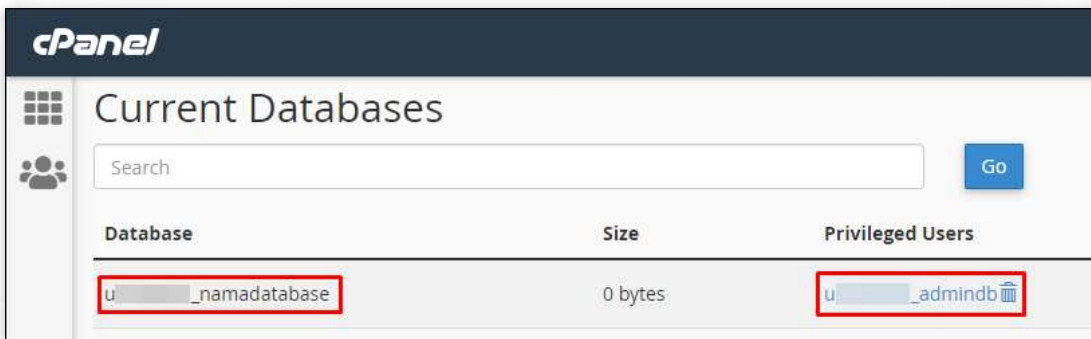 cPanel
Current Databases
Search
Go
Database Size Privileged Users
u _namadatabase 0 bytes u _admindb